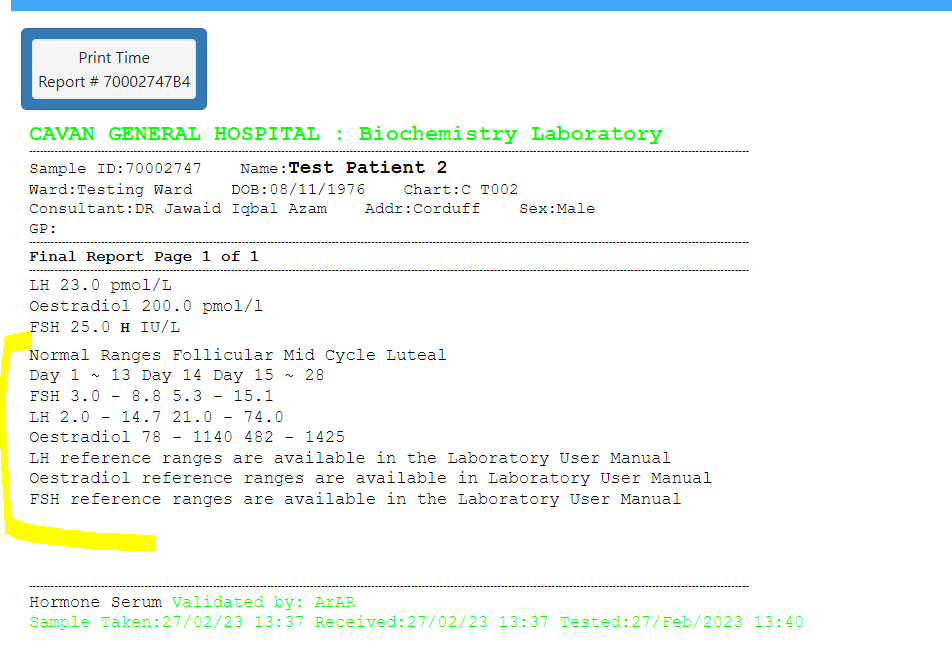 Print Time
Report # 70002747B4
CAVAN GENERAL HOSPITAL : Biochemistry Laboratory
Sample ID:70002747 Name:Test Patient 2
Ward:Testing Ward DOB:08/11/1976 Chart:C T002
Consultant:DR Jawaid Iqbal Azam Addr:Corduff Sex:Male
GP:
Final Report Page 1 of 1
LH 23.0 pmol/L
Oestradiol 200.0 pmol/l
FSH 25.0 H IU/L
Normal Ranges Follicular Mid Cycle Luteal
Day 1 ~ 13 Day 14 Day 15 ~ 28
FSH 3.0 - 8.8 5.3 - 15.1
LH 2.0 - 14.7 21.0 - 74.0
Oestradiol 78 - 1140 482 - 1425
LH reference ranges are available in the Laboratory User Manual
Oestradiol reference ranges are available in Laboratory User Manual
FSH reference ranges are available in the Laboratory User Manual
Hormone Serum Validated by: ArAR
Sample Taken:27/02/23 13:37 Received:27/02/23 13:37 Tested:27/Feb/2023 13:40